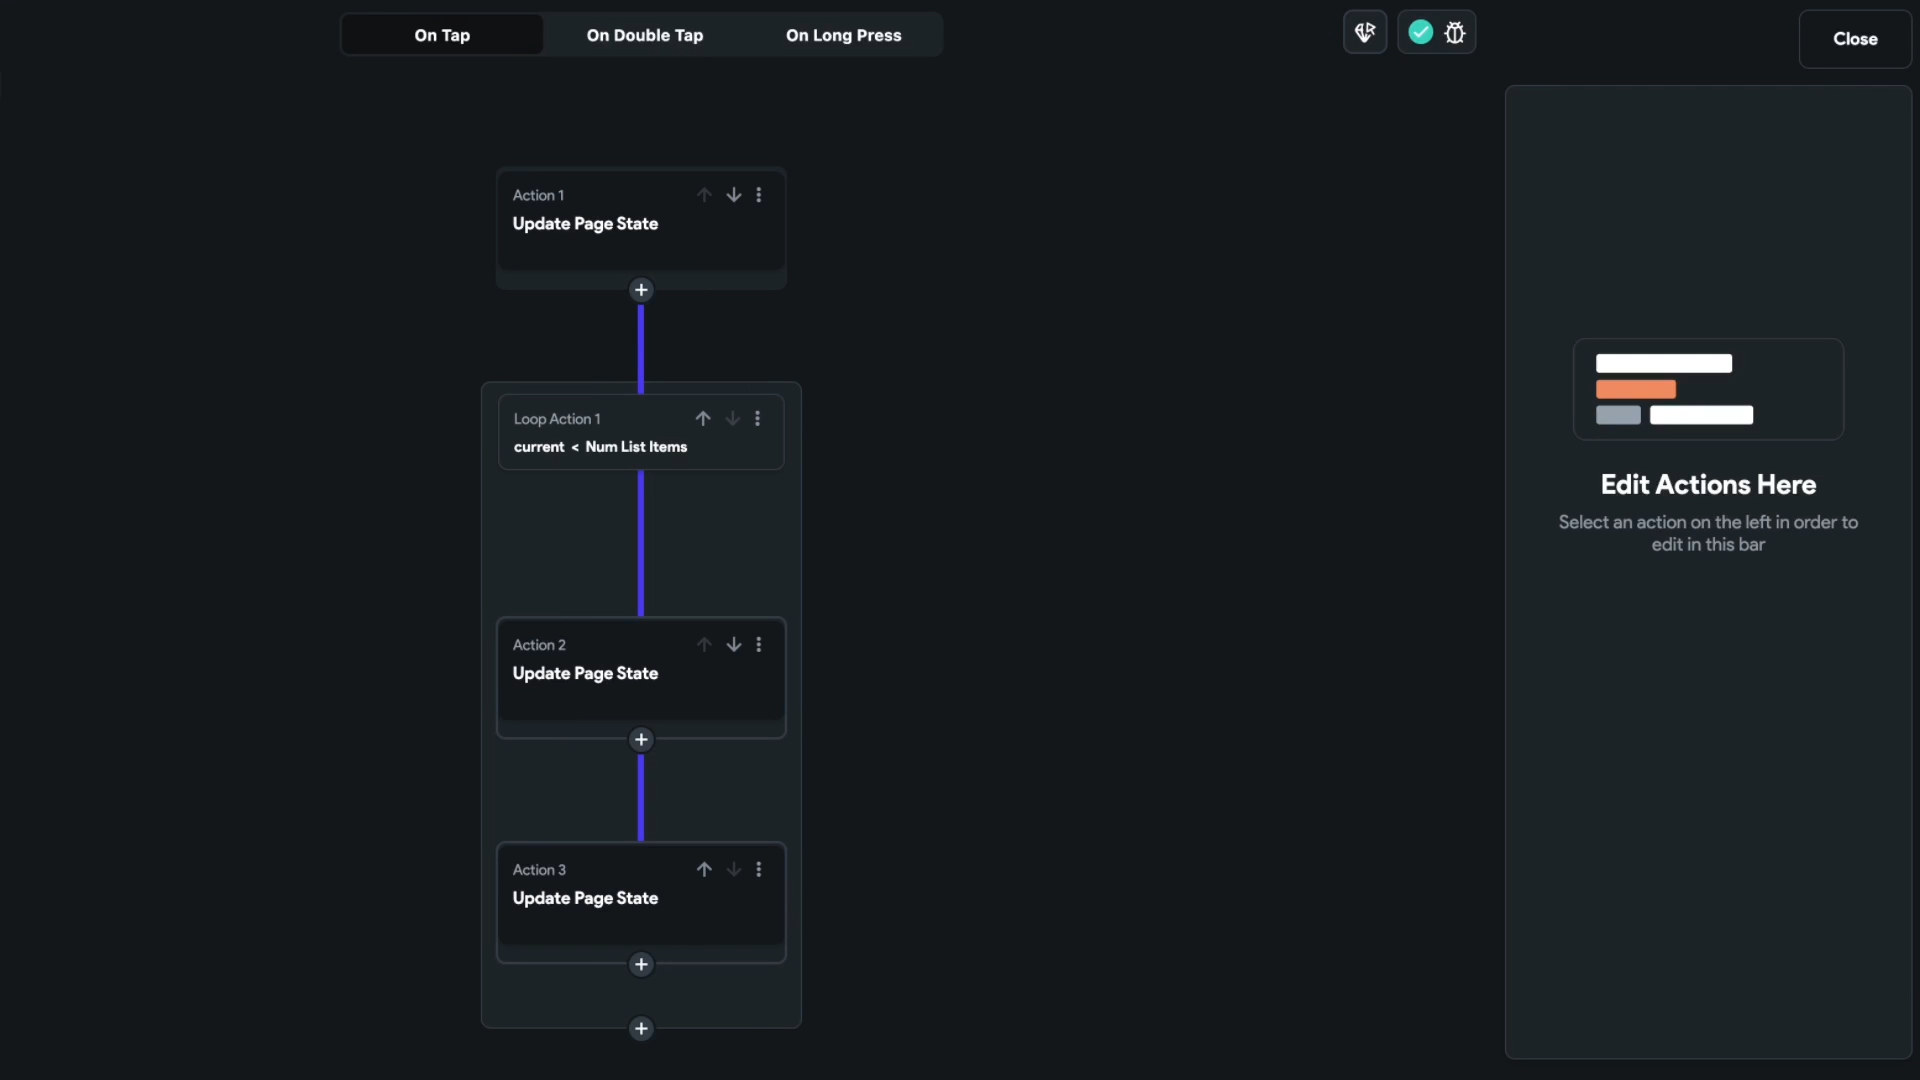 On Tap
On Double Tap
On Long Press
Close
Action 1
Update Page State
Loop Action 1
current < Num List Items
Action 2
Update Page State
Action 3
Update Page State
Edit Actions Here
Select an action on the left in order to
edit in this bar